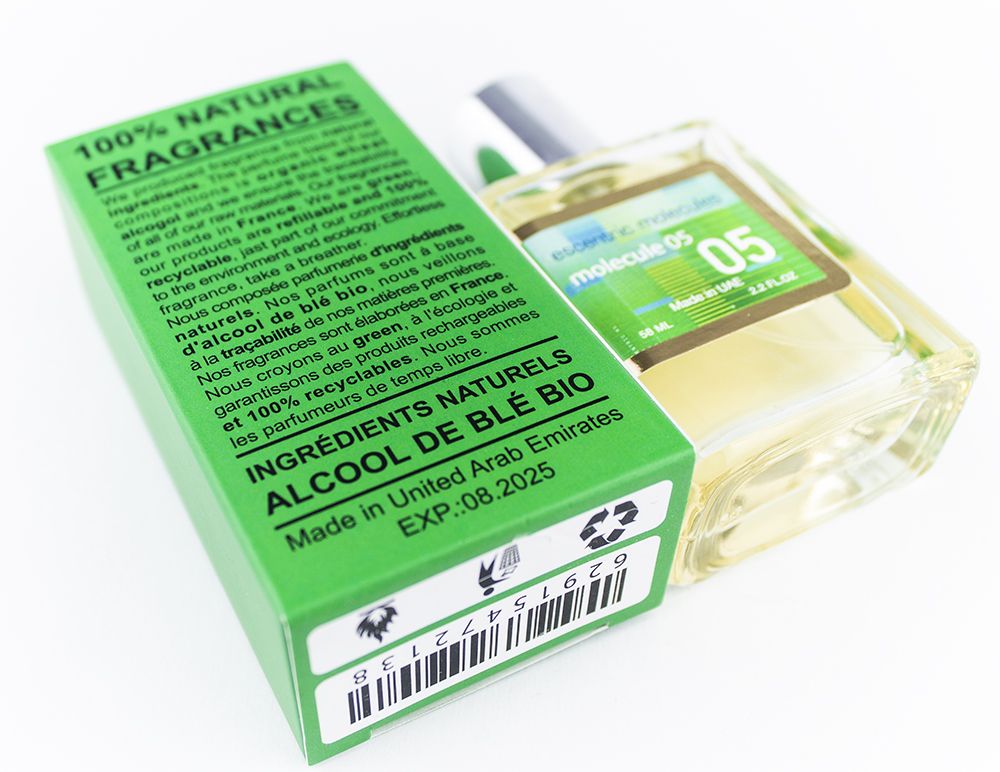 100% NATURAL
FRAGRANCES
We produced fragrance from natural
ingredients. The perfume base of our
compositions is organic wheat
alcogol and we ensure the traceability
of all of our raw materials. Our fragrances
are made in France. We are green,
our products are refillable and 100%
recyclable, jast part of our commitment
to the environment and ecology. Effortless
fragrance, take a breather.
Nous composée parfumerie d'ingrédients
naturels. Nos parfums sont à base
d'alcool de blé bio, nous veillons
à la traçabilité de nos matières premières.
Nos fragrances sont élaborées en France.
Nous croyons au green, à l'écologie et
garantissons des produits rechargeables
et 100% recyclables. Nous sommes
les parfumeurs de temps libre.
INGRÉDIENTS NATURELS
ALCOOL DE BLÉ BIO
Made in United Arab Emirates
EXP.:08.2025
6291547213 8
escentric molecules
molecule 05
05
Made in UAE
58 ML
2.2 FL.OZ